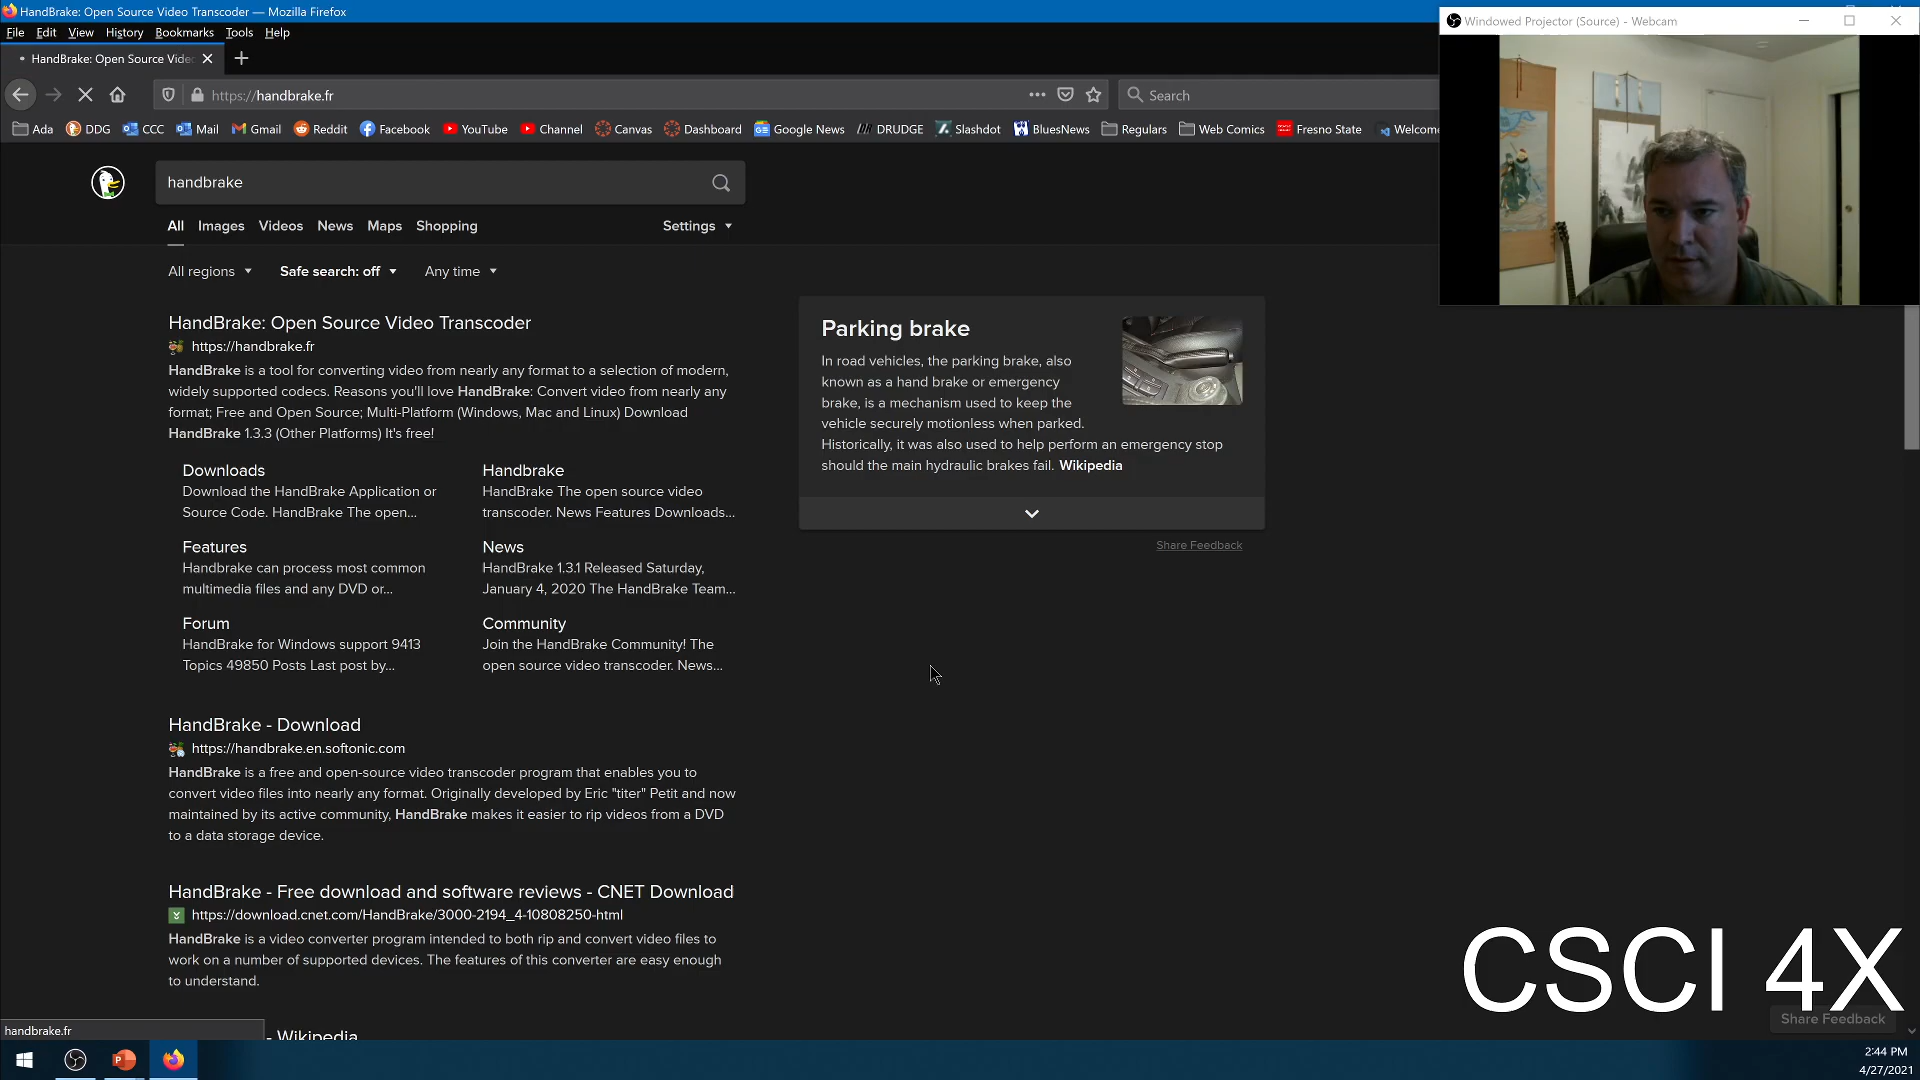 HandBrake: Open Source Video Transcoder — Mozilla Firefox
Windowed Projector (Source) - Webcam
File Edit View History Bookmarks Tools Help
HandBrake: Open Source Vide
https://handbrake.fr
Search
Ada DDG CCC Mail Gmail Reddit Facebook YouTube Channel Canvas Dashboard Google News DRUDGE Slashdot BluesNews Regulars Web Comics Fresno State Welcome
handbrake
All Images Videos News Maps Shopping Settings
All regions Safe search: off Any time
HandBrake: Open Source Video Transcoder
https://handbrake.fr
HandBrake is a tool for converting video from nearly any format to a selection of modern,
widely supported codecs. Reasons you'll love HandBrake: Convert video from nearly any
format; Free and Open Source; Multi-Platform (Windows, Mac and Linux) Download
HandBrake 1.3.3 (Other Platforms) It's free!
Downloads
Download the HandBrake Application or
Source Code. HandBrake The open...
Handbrake
HandBrake The open source video
transcoder. News Features Downloads...
Features
Handbrake can process most common
multimedia files and any DVD or...
News
HandBrake 1.3.1 Released Saturday,
January 4, 2020 The HandBrake Team...
Forum
HandBrake for Windows support 9413
Topics 49850 Posts Last post by...
Community
Join the HandBrake Community! The
open source video transcoder. News...
HandBrake - Download
https://handbrake.en.softonic.com
HandBrake is a free and open-source video transcoder program that enables you to
convert video files into nearly any format. Originally developed by Eric "titer" Petit and now
maintained by its active community, HandBrake makes it easier to rip videos from a DVD
to a data storage device.
HandBrake - Free download and software reviews - CNET Download
https://download.cnet.com/HandBrake/3000-2194_4-10808250-html
HandBrake is a video converter program intended to both rip and convert video files to
work on a number of supported devices. The features of this converter are easy enough
to understand.
- Wikipedia
Parking brake
In road vehicles, the parking brake, also
known as a hand brake or emergency
brake, is a mechanism used to keep the
vehicle securely motionless when parked.
Historically, it was also used to help perform an emergency stop
should the main hydraulic brakes fail. Wikipedia
Share Feedback
CSCI 4X
Share Feedback
handbrake.fr
2:44 PM
4/27/2021